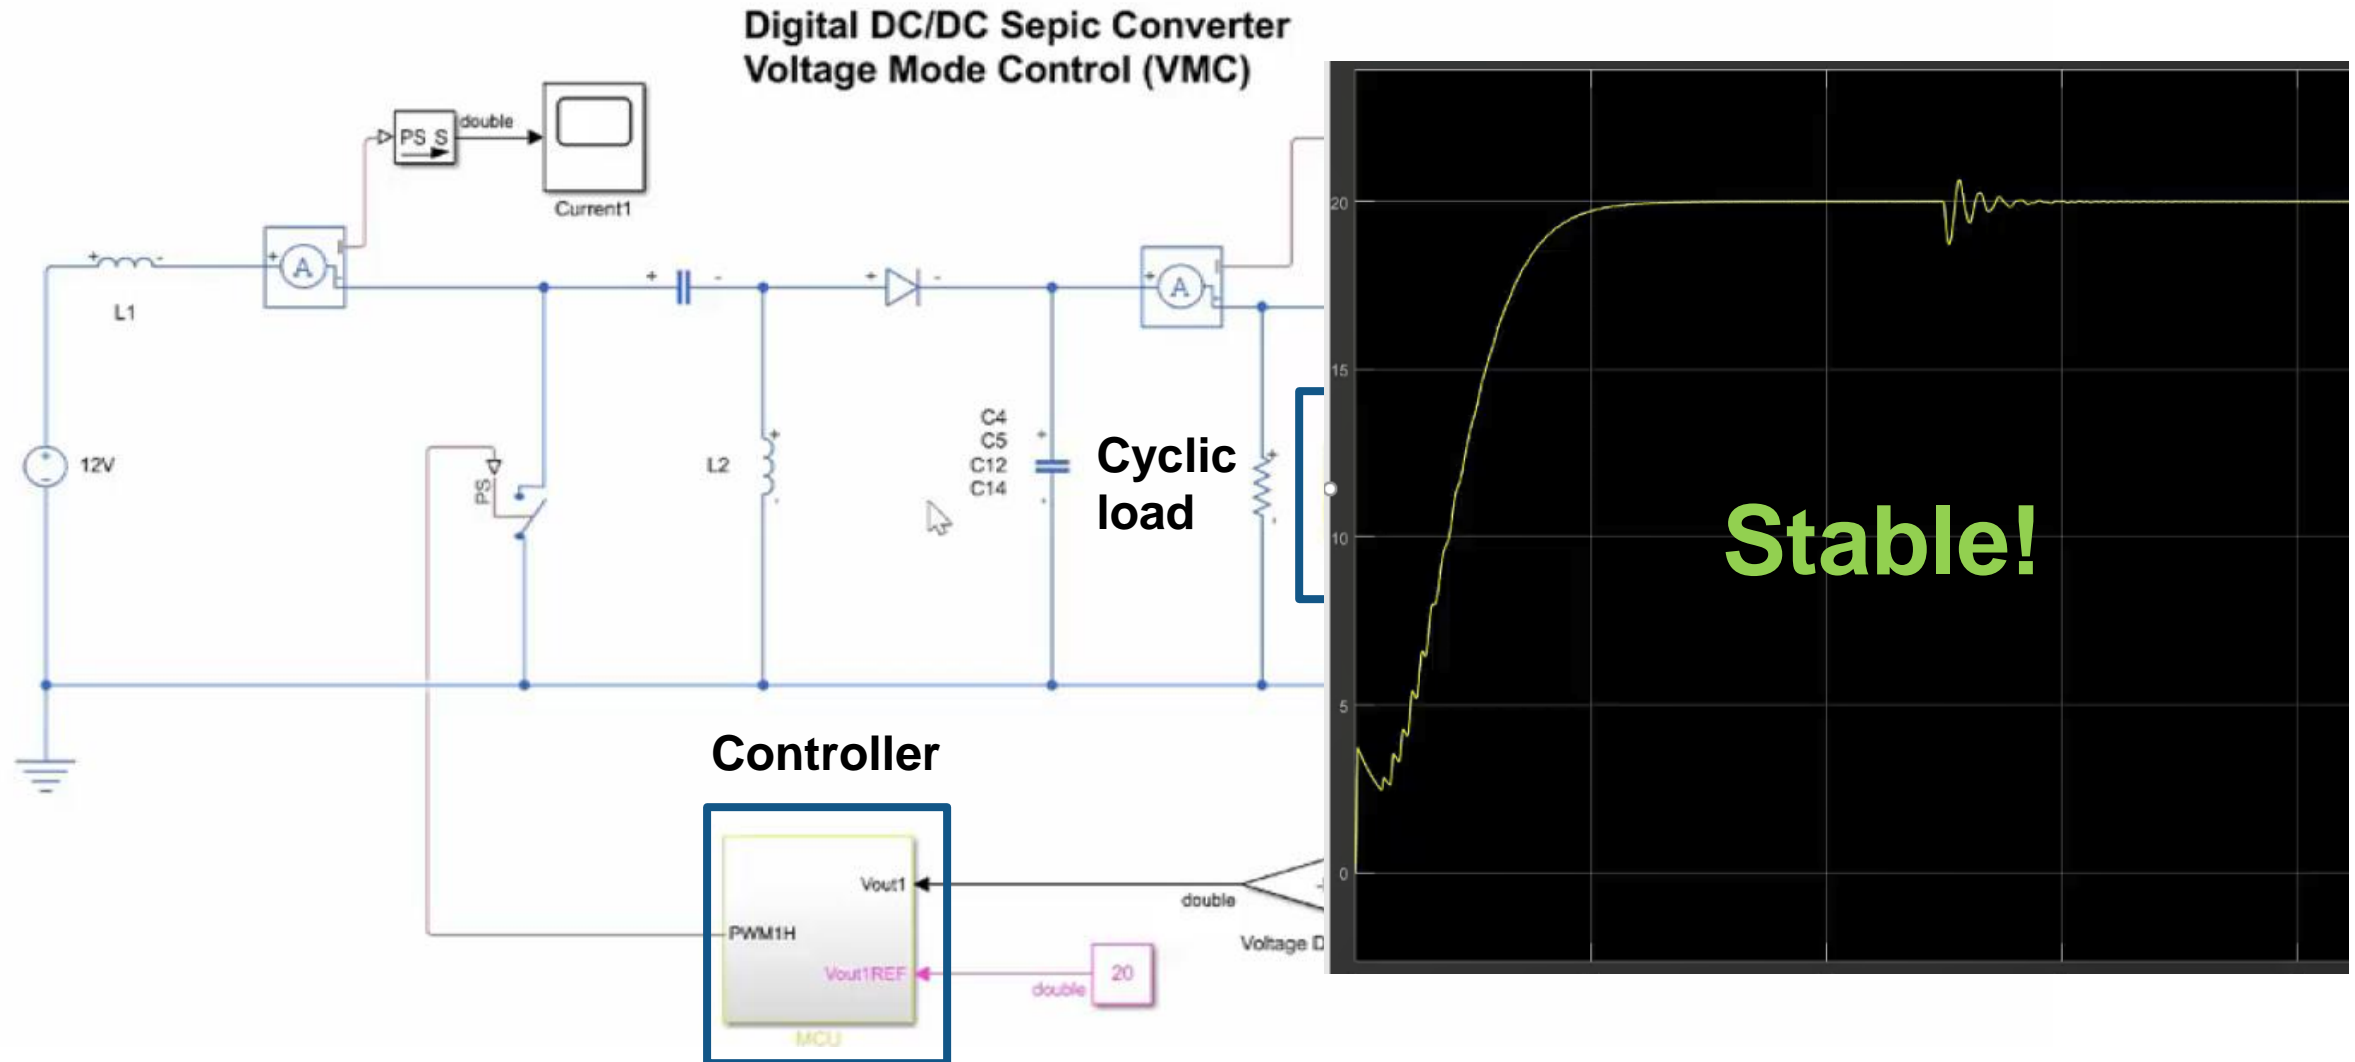 Digital DC/DC Sepic Converter
Voltage Mode Control (VMC)
PS S
double
Current1
A
A
L1
12V
PS
L2
C4
C5
C12
C14
Cyclic
load
20
15
10
5
0
Stable!
Controller
Vout1
PWM1H
Vout1REF
MCU
double
Voltage D
double
20